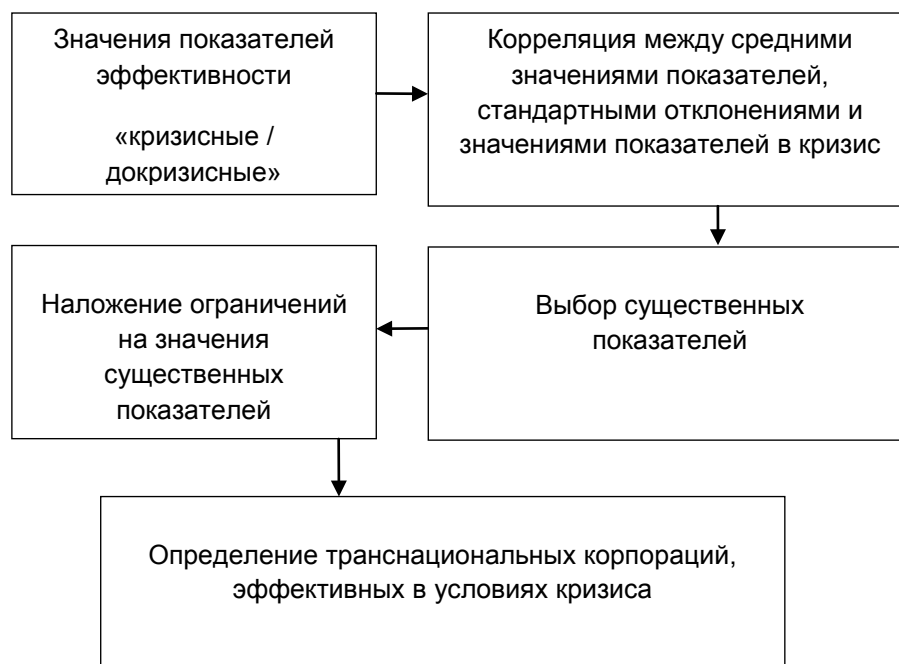 Значения показателей
эффективности
«кризисные /
докризисные»
Корреляция между средними
значениями показателей,
стандартными отклонениями и
значениями показателей в кризис
Выбор существенных
показателей
Наложение ограничений
на значения
существенных
показателей
Определение транснациональных корпораций,
эффективных в условиях кризиса